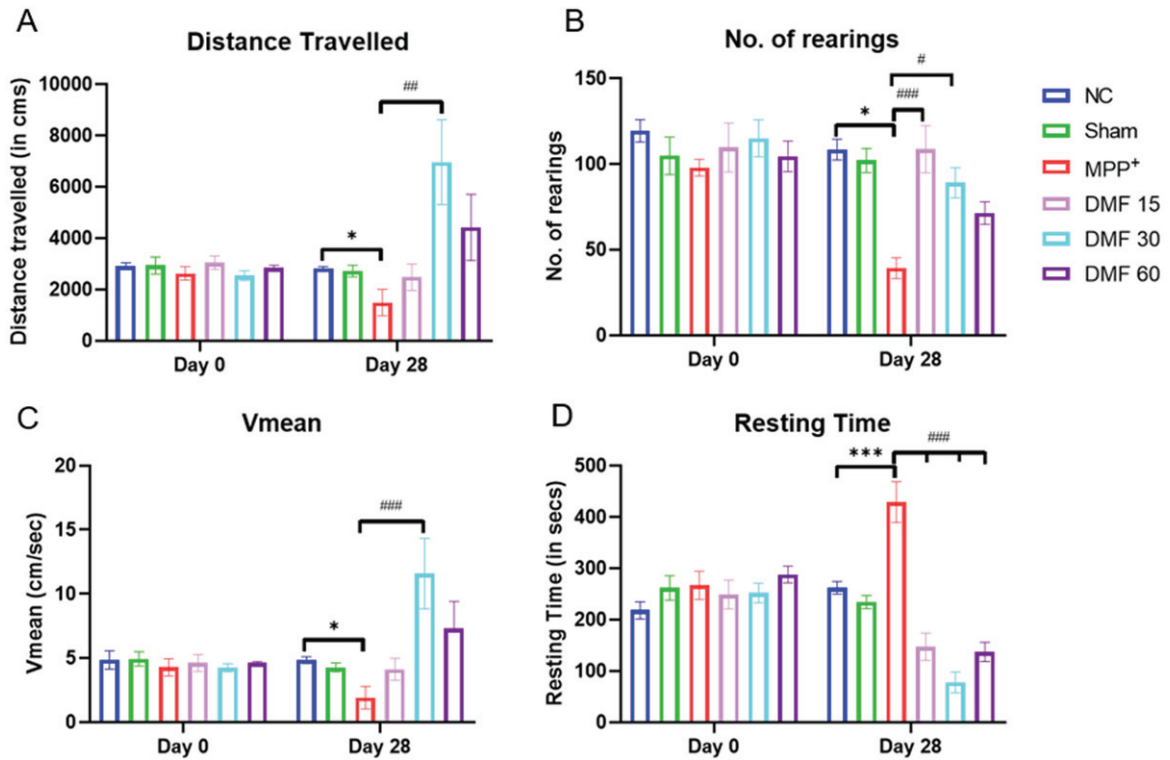 A
Distance Travelled
Distance travelled (in cms)
10000
8000
6000
4000
2000
0
*
##
Day 0
Day 28
B
No. of rearings
No. of rearings
150
100
50
0
*
###
#
Day 0
Day 28
NC
Sham
MPP+
DMF 15
DMF 30
DMF 60
C
Vmean
Vmean (cm/sec)
20
15
10
5
0
*
###
Day 0
Day 28
D
Resting Time
Resting Time (in secs)
500
400
300
200
100
0
***
###
Day 0
Day 28